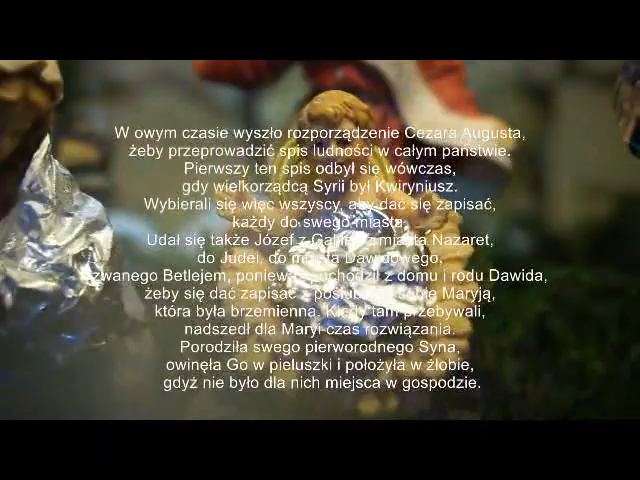 W owym czasie wyszło rozporządzenie Cezara Augusta,
żeby przeprowadzić spis ludności w całym państwie.
Pierwszy ten spis odbył się wówczas,
gdy wielkorządcą Syrii był Kwiryniusz.
Wybierali się więc wszyscy, aby dać się zapisać,
każdy do swego miasta.
Udał się także Józef z Galilei, z miasta Nazaret,
do Judei, do miasta Dawidowego,
zwanego Betlejem, ponieważ pochodził z domu i rodu Dawida,
żeby się dać zapisać z poślubioną sobie Maryją,
która była brzemienna. Kiedy tam przebywali,
nadszedł dla Maryi czas rozwiązania.
Porodziła swego pierworodnego Syna,
owinęła Go w pieluszki i położyła w żłobie,
gdyż nie było dla nich miejsca w gospodzie.